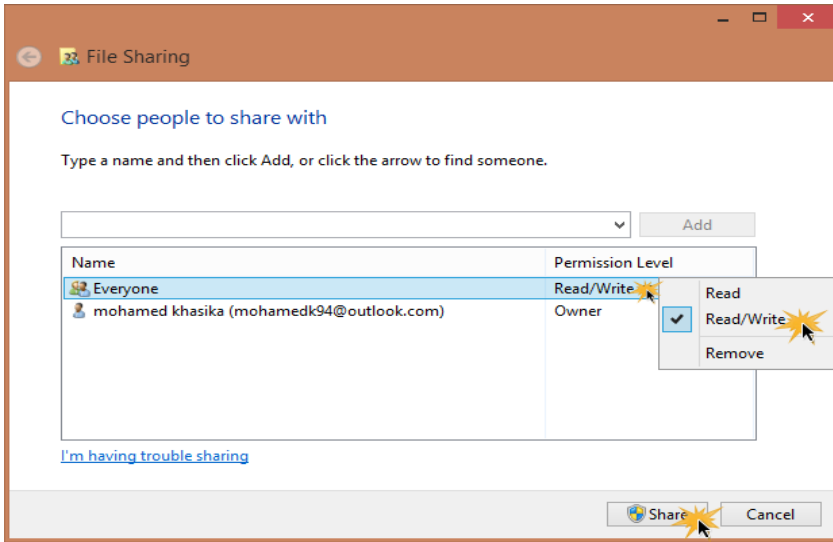 File Sharing
Choose people to share with
Type a name and then click Add, or click the arrow to find someone.
Add
Name Permission Level
Everyone Read/Write
mohamed khasika (mohamedk94@outlook.com) Owner
Read
Read/Write
Remove
I'm having trouble sharing
Share Cancel